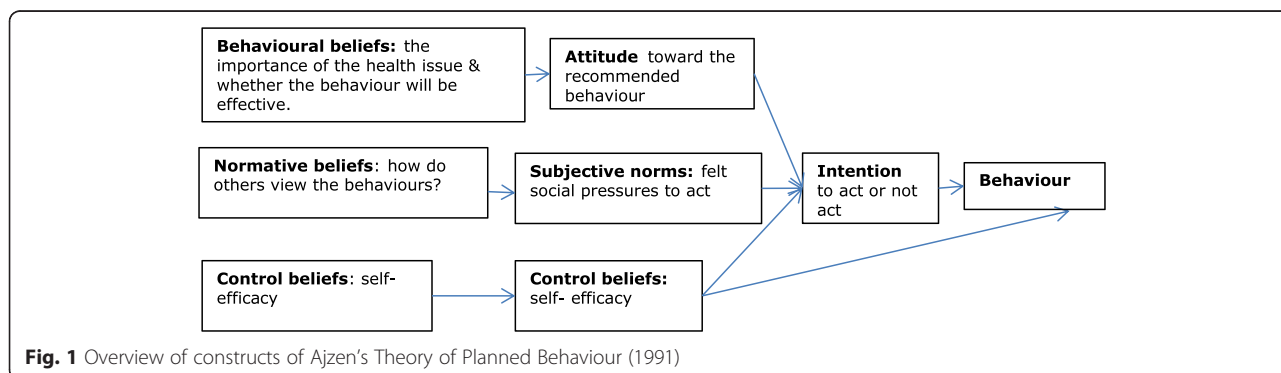 Behavioural beliefs: the
importance of the health issue &
whether the behaviour will be
effective.
Attitude toward the
recommended
behaviour
Normative beliefs: how do
others view the behaviours?
Subjective norms: felt
social pressures to act
Intention
to act or not
act
Behaviour
Control beliefs: self-
efficacy
Control beliefs:
self- efficacy
Fig. 1 Overview of constructs of Ajzen's Theory of Planned Behaviour (1991)